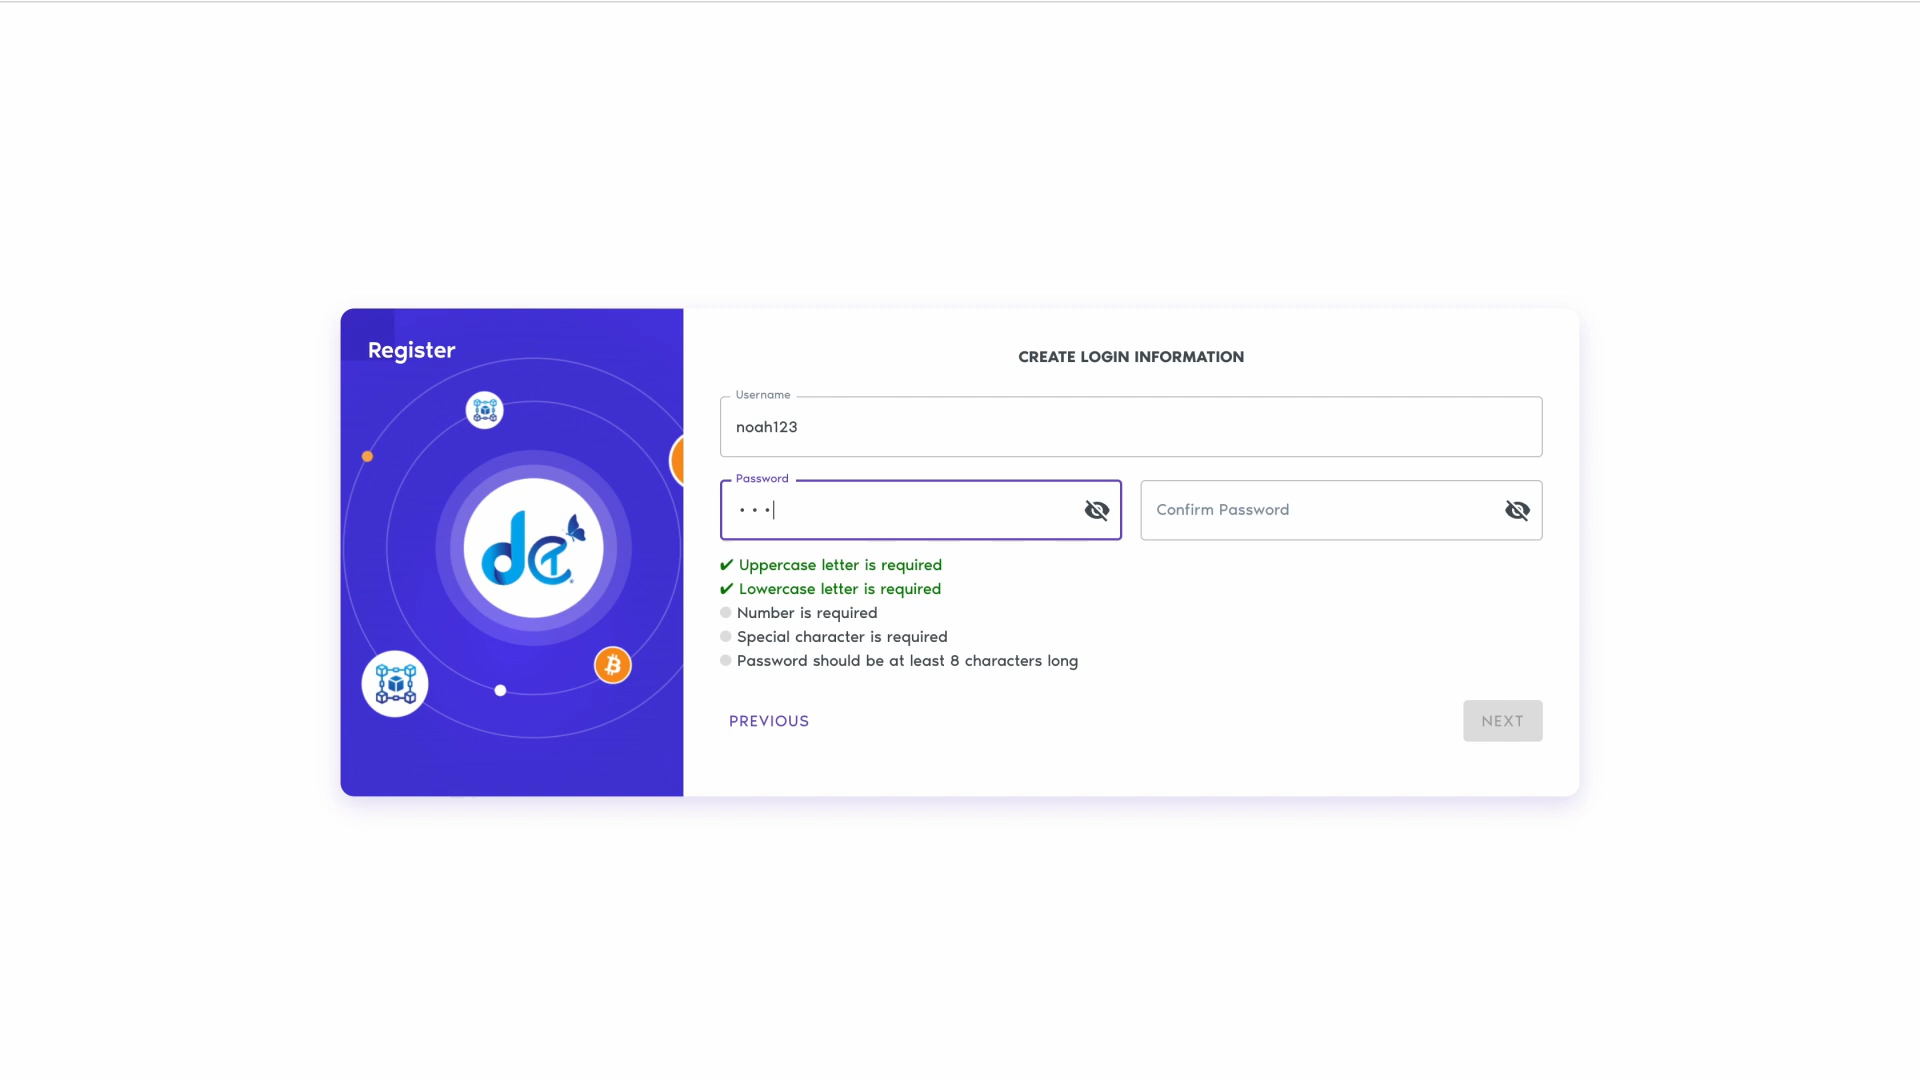 Register
CREATE LOGIN INFORMATION
Username
noah123
Password
Confirm Password
✔ Uppercase letter is required
✔ Lowercase letter is required
Number is required
Special character is required
Password should be at least 8 characters long
PREVIOUS
NEXT